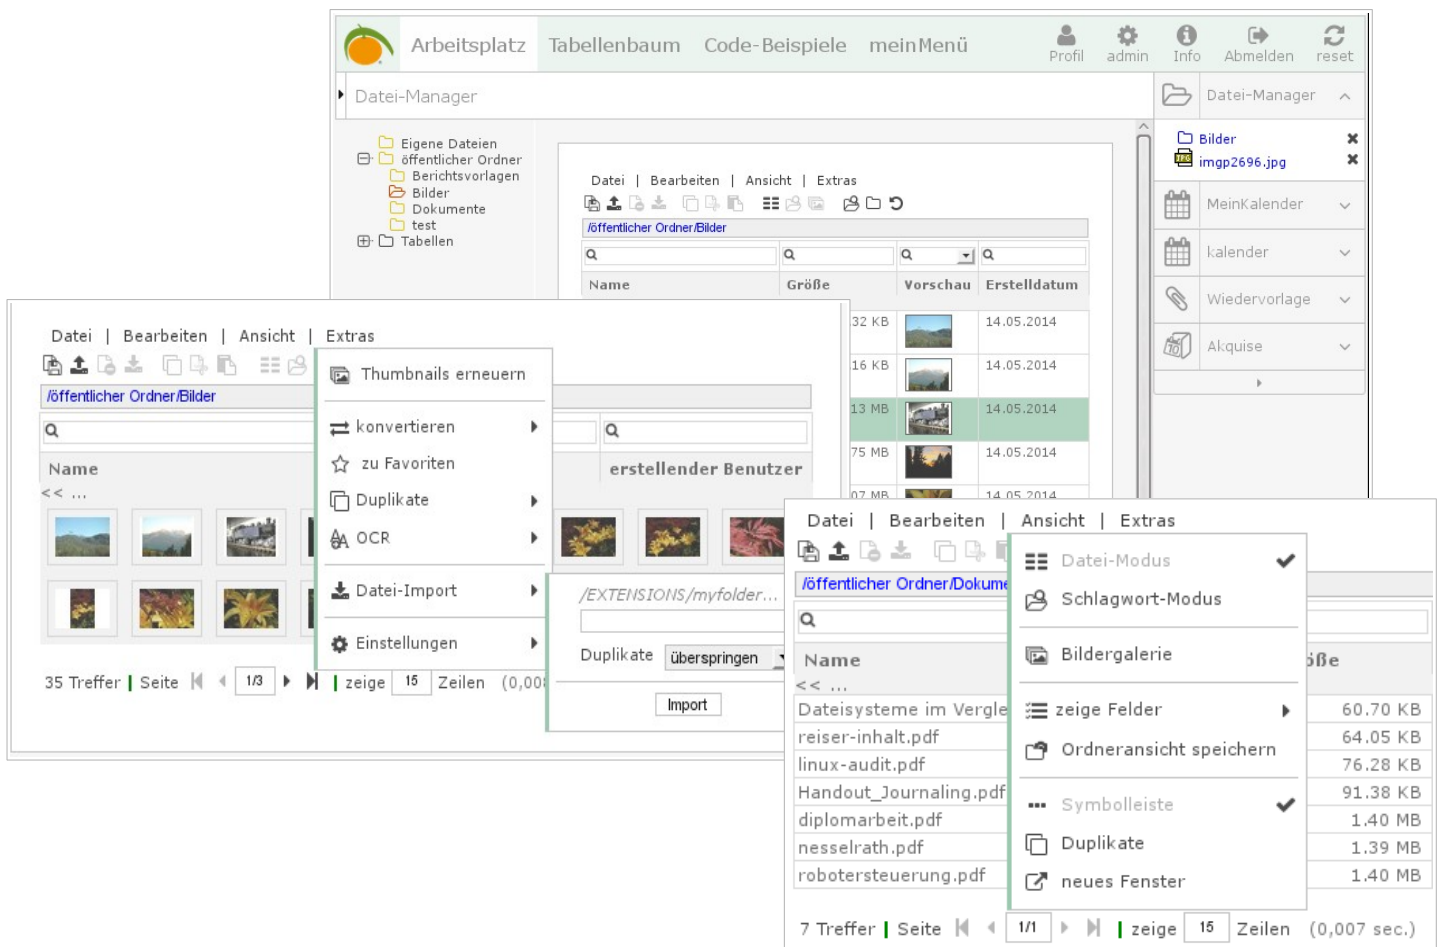 Arbeitsplatz Tabellenbaum Code-Beispiele meinMenü Profil admin Info Abmelden reset
Datei-Manager
Datei-Manager
Bilder
imgp2696.jpg
MeinKalender
kalender
Wiedervorlage
Akquise
Eigene Dateien
öffentlicher Ordner
Berichtsvorlagen
Bilder
Dokumente
test
Tabellen
Datei | Bearbeiten | Ansicht | Extras
/öffentlicher Ordner/Bilder
Name Größe Vorschau Erstelldatum
32 KB 14.05.2014
16 KB 14.05.2014
13 MB 14.05.2014
75 MB 14.05.2014
07 MB 14.05.2014
Datei | Bearbeiten | Ansicht | Extras
/öffentlicher Ordner/Bilder
Name erstellender Benutzer
<< ...
35 Treffer | Seite 1/3 | zeige 15 Zeilen (0,00
Thumbnails erneuern
konvertieren
zu Favoriten
Duplikate
OCR
Datei-Import
Einstellungen
/EXTENSIONS/myfolder...
Duplikate überspringen
Import
Datei | Bearbeiten | Ansicht | Extras
/öffentlicher Ordner/Dokume
Name öße
<< ...
Dateisysteme im Vergle 60.70 KB
reiser-inhalt.pdf 64.05 KB
linux-audit.pdf 76.28 KB
Handout_Journaling.pdf 91.38 KB
diplomarbeit.pdf 1.40 MB
nesselrath.pdf 1.39 MB
robotersteuerung.pdf 1.40 MB
7 Treffer | Seite 1/1 | zeige 15 Zeilen (0,007 sec.)
Datei-Modus
Schlagwort-Modus
Bildergalerie
zeige Felder
Ordneransicht speichern
Symbolleiste
Duplikate
neues Fenster